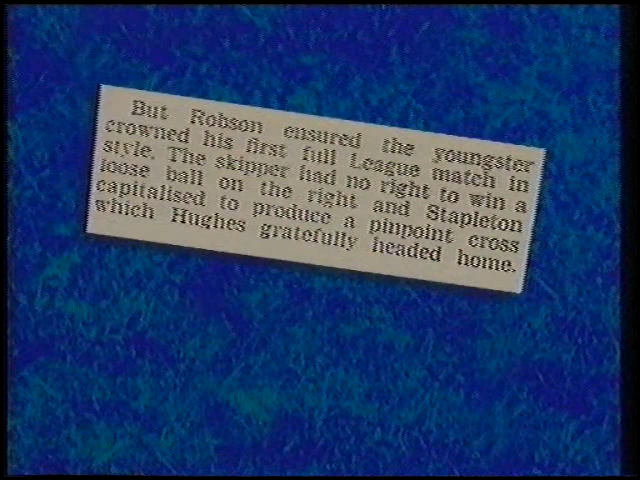 But Robson ensured the youngster
crowned his first full League match in
style. The skipper had no right to win a
loose ball on the right and Stapleton
capitalised to produce a pinpoint cross
which Hughes gratefully headed home.